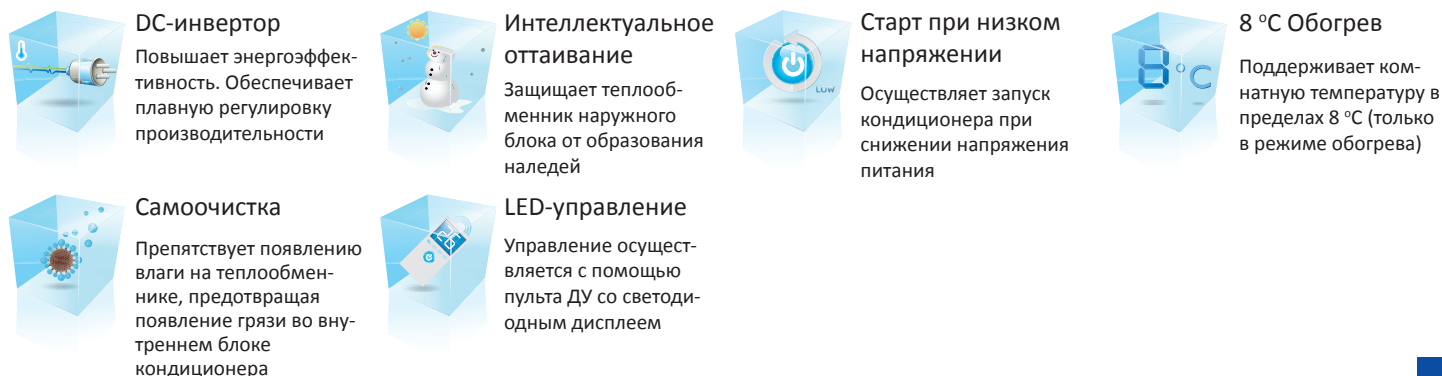 DC-инвертор
Повышает энергоэффек-
тивность. Обеспечивает
плавную регулировку
производительности
Интеллектуальное
оттаивание
Защищает теплооб-
менник наружного
блока от образования
наледей
Старт при низком
напряжении
Осуществляет запуск
кондиционера при
снижении напряжения
питания
LOW
8 °C Обогрев
Поддерживает ком-
натную температуру в
пределах 8 °C (только
в режиме обогрева)
8°C
Самоочистка
Препятствует появлению
влаги на теплообмен-
нике, предотвращая
появление грязи во вну-
треннем блоке
кондиционера
LED-управление
Управление осущест-
вляется с помощью
пульта ДУ со светоди-
одным дисплеем
26